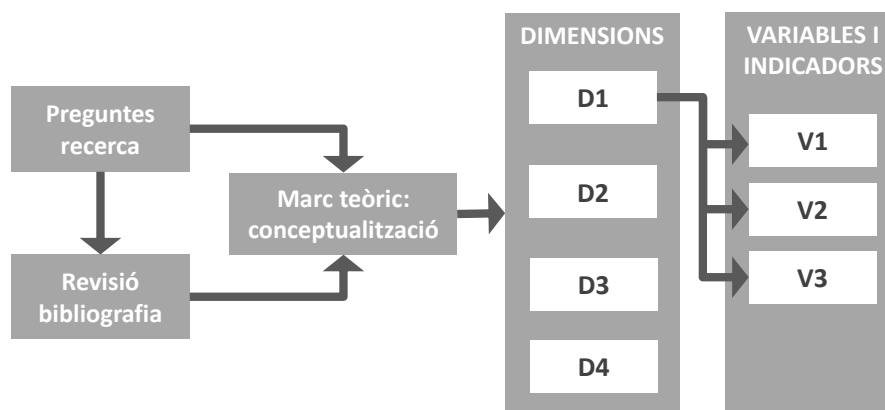 Preguntes
recerca
Revisió
bibliografia
Marc teòric:
conceptualització
DIMENSIONS
D1
D2
D3
D4
VARIABLES I
INDICADORS
V1
V2
V3